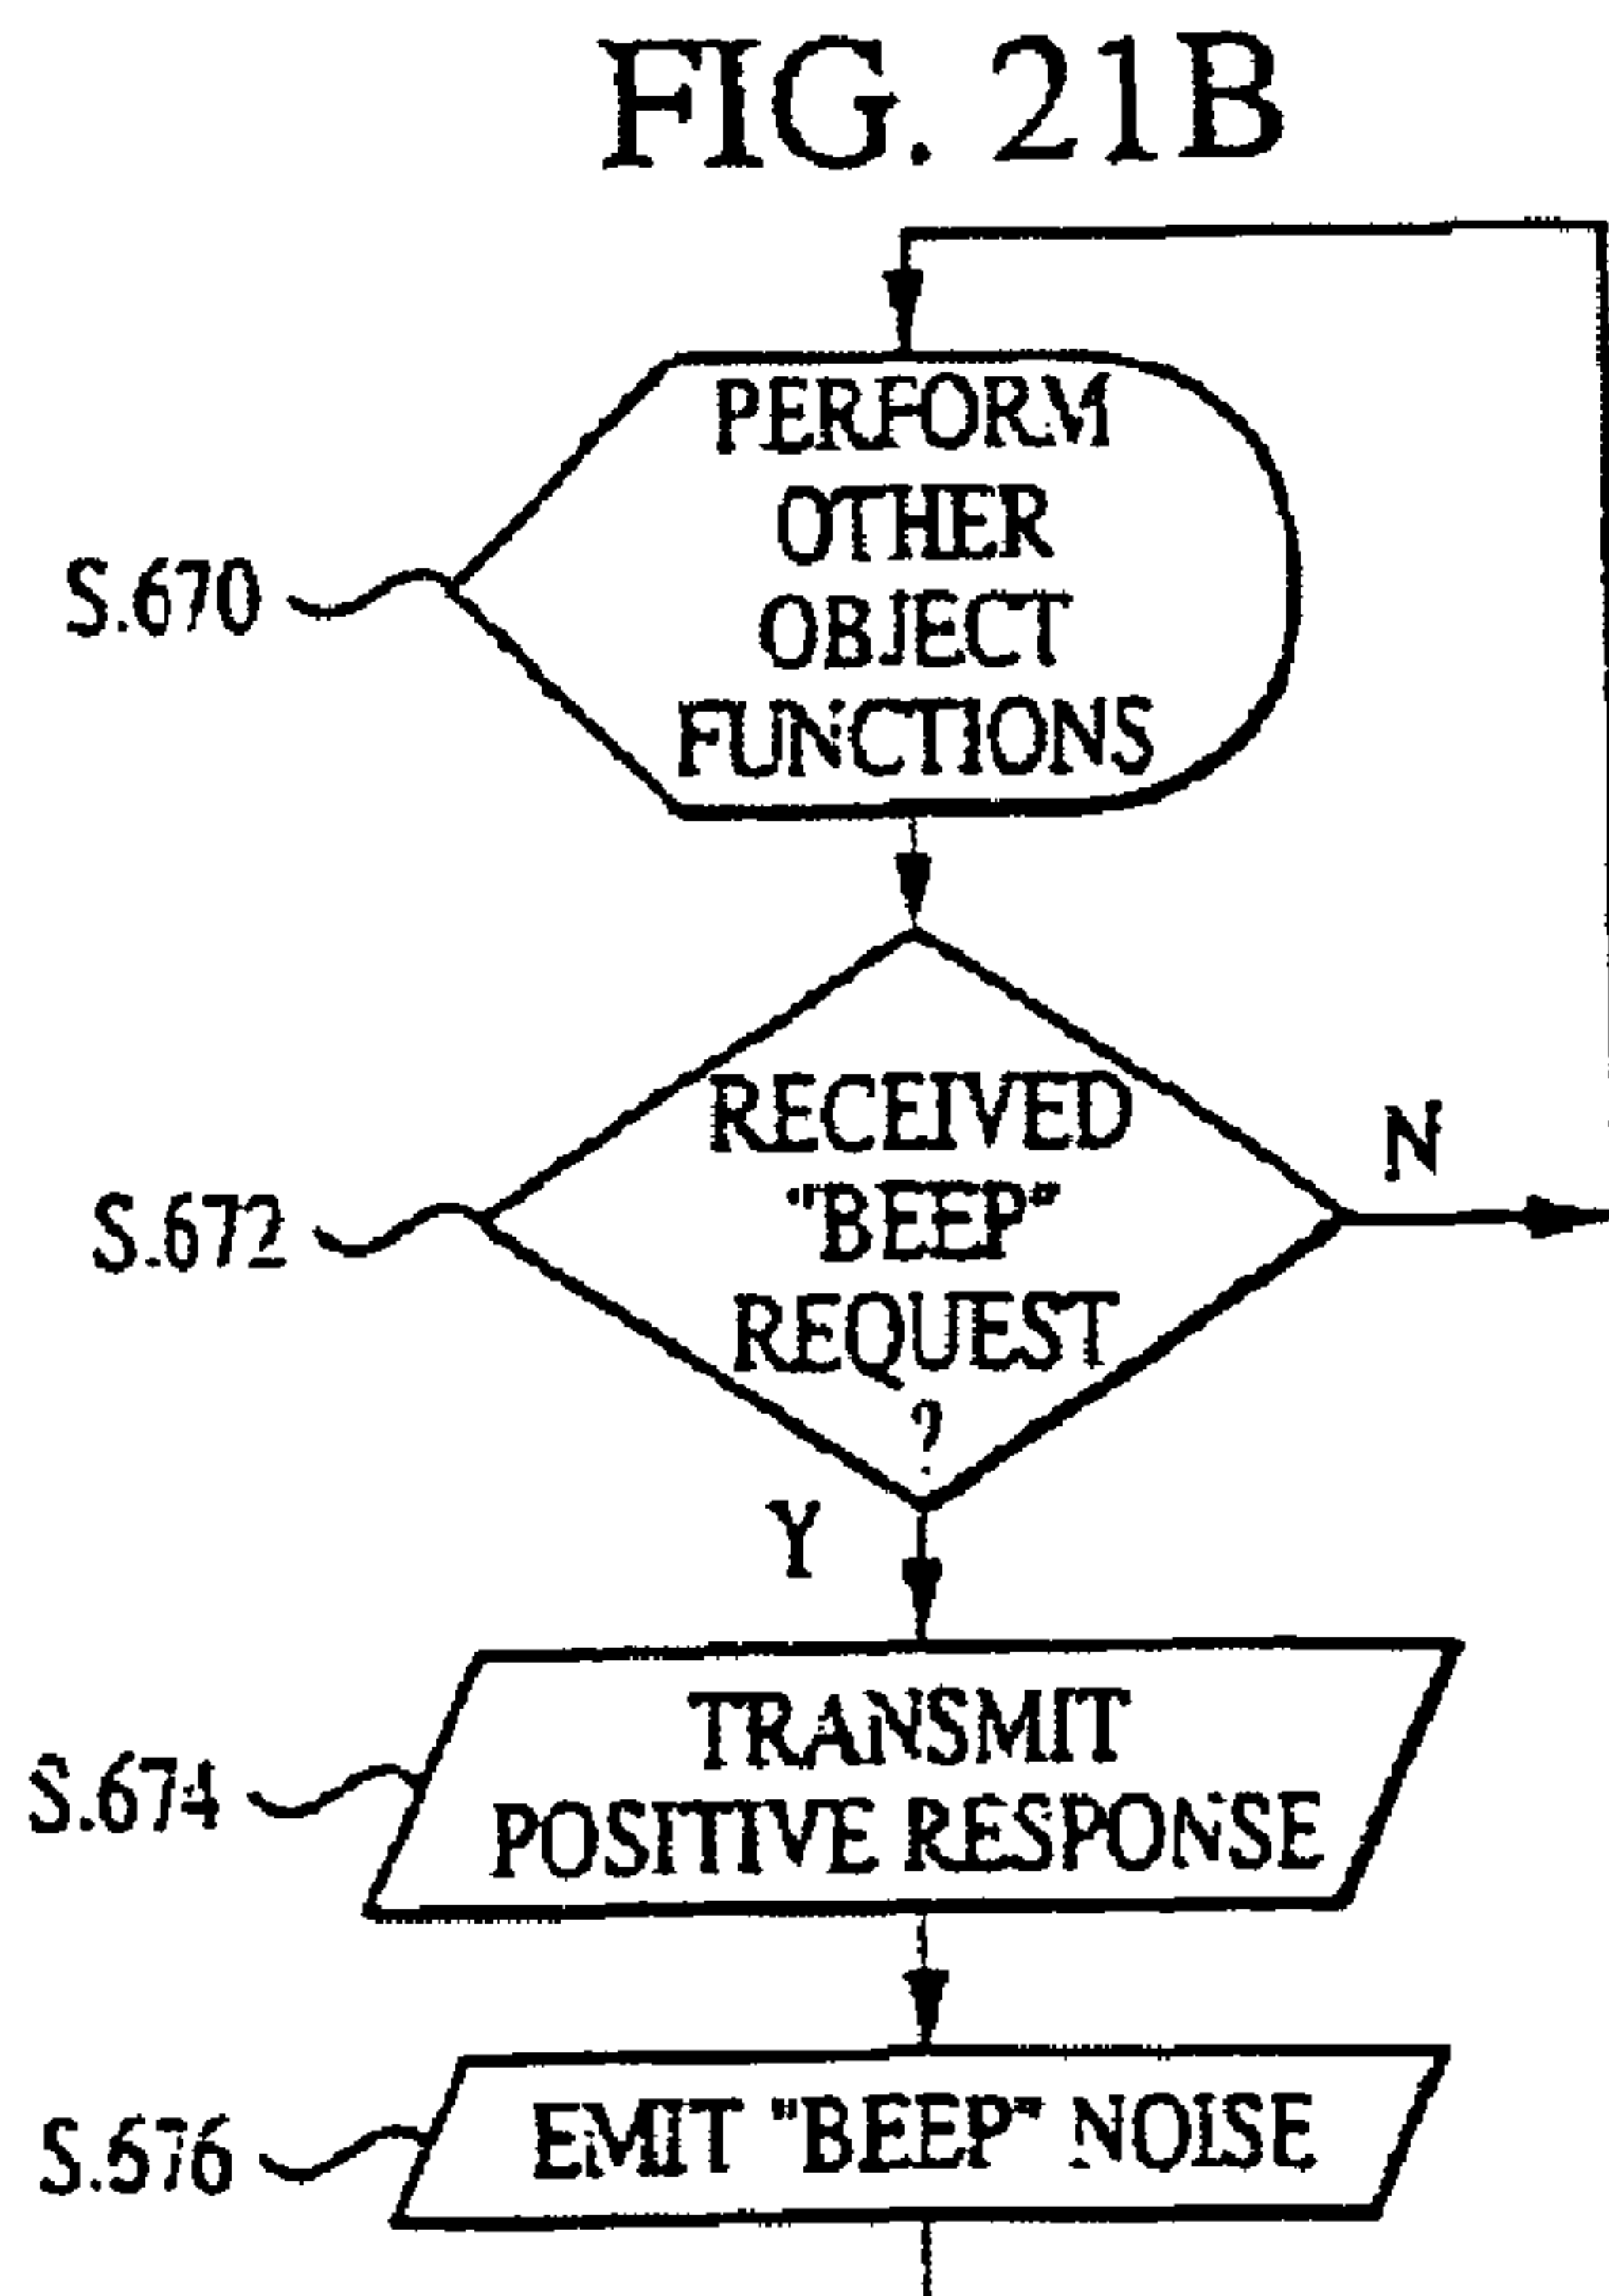 FIG. 21B
PERFORM
OTHER
OBJECT
FUNCTIONS
S.670
RECEIVED
"BEEP"
REQUEST
?
S.672
N
Y
TRANSMIT
POSITIVE RESPONSE
S.674
EMIT "BEEP" NOISE
S.676